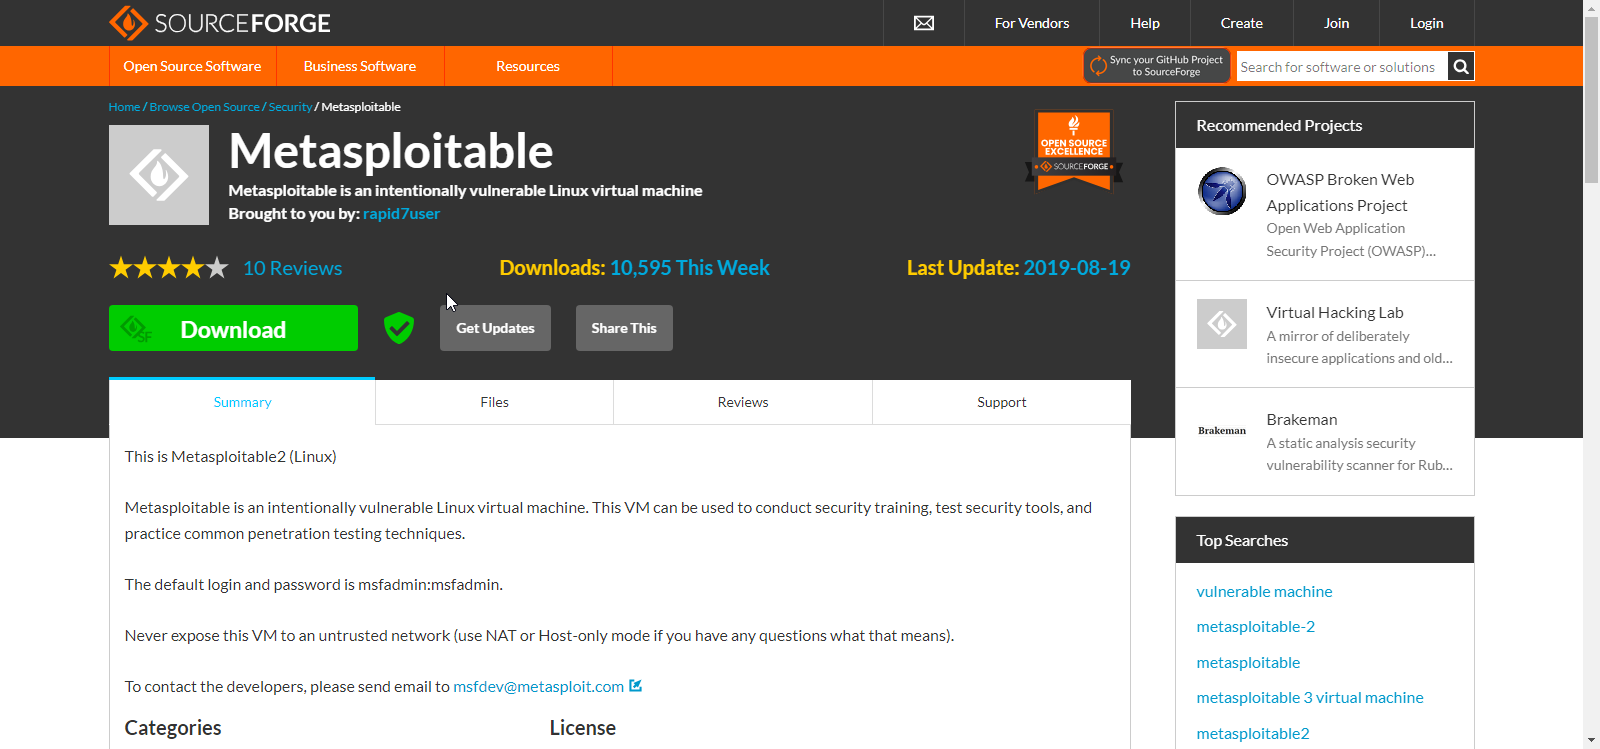 SOURCEFORGE
For Vendors
Help
Create
Join
Login
Open Source Software
Business Software
Resources
Sync your GitHub Project
to SourceForge
Search for software or solutions
Home / Browse Open Source / Security / Metasploitable
Metasploitable
Metasploitable is an intentionally vulnerable Linux virtual machine
Brought to you by: rapid7user
OPEN SOURCE
EXCELLENCE
SOURCEFORGE
10 Reviews
Downloads: 10,595 This Week
Last Update: 2019-08-19
SF
Download
Get Updates
Share This
Summary
Files
Reviews
Support
This is Metasploitable2 (Linux)
Metasploitable is an intentionally vulnerable Linux virtual machine. This VM can be used to conduct security training, test security tools, and
practice common penetration testing techniques.
The default login and password is msfadmin:msfadmin.
Never expose this VM to an untrusted network (use NAT or Host-only mode if you have any questions what that means).
To contact the developers, please send email to msfdev@metasploit.com
Categories
License
Recommended Projects
OWASP Broken Web
Applications Project
Open Web Application
Security Project (OWASP)...
Virtual Hacking Lab
A mirror of deliberately
insecure applications and old...
Brakeman
Brakeman
A static analysis security
vulnerability scanner for Rub...
Top Searches
vulnerable machine
metasploitable-2
metasploitable
metasploitable 3 virtual machine
metasploitable2